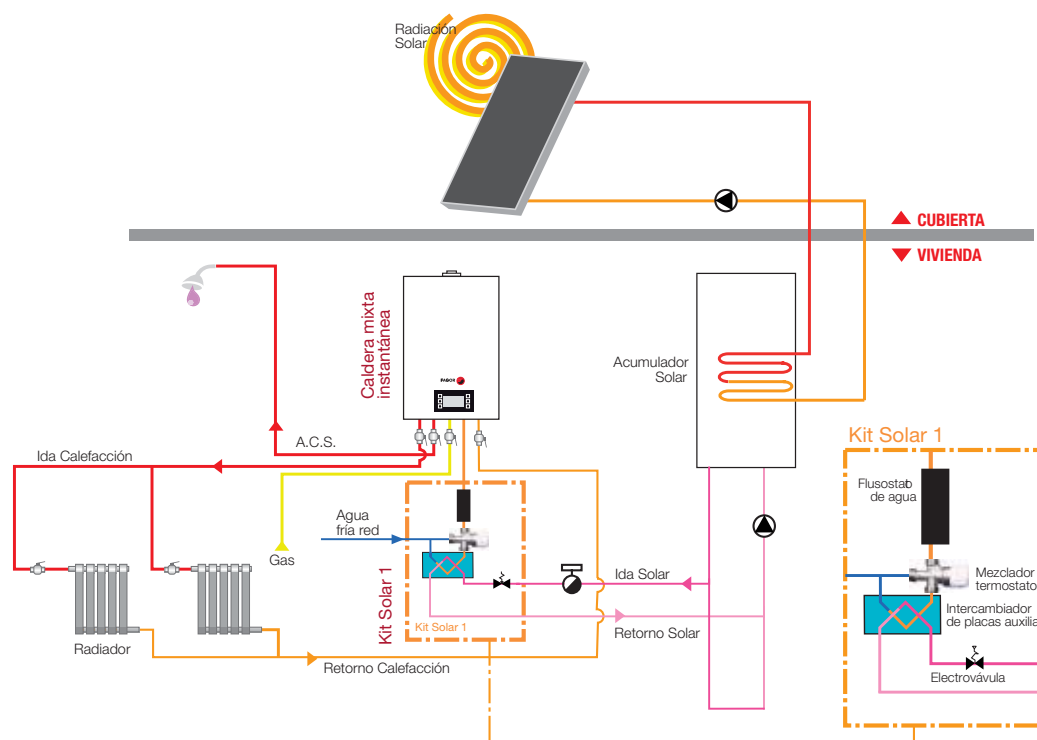 Radiación
Solar
CUBIERTA
VIVIENDA
Caldera mixta
instantánea
FAGOR
Acumulador
Solar
A.C.S.
Ida Calefacción
Agua
fría red
Gas
Kit Solar 1
Kit Solar 1
Ida Solar
Retorno Solar
Radiador
Retorno Calefacción
Kit Solar 1
Flusostato
de agua
Mezclador
termostato
Intercambiador
de placas auxilia
Electrovávula